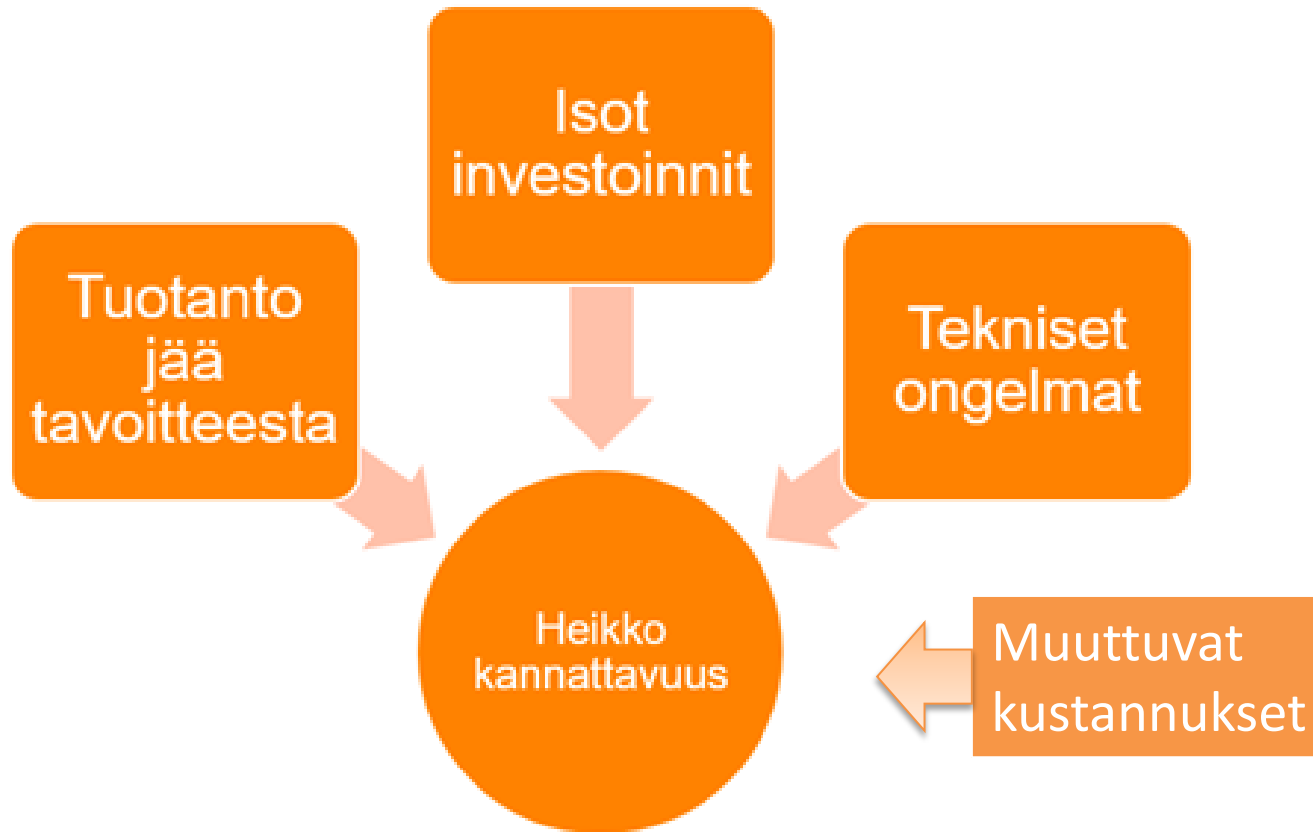 Isot
investoinnit
Tuotanto
jää
tavoitteesta
Tekniset
ongelmat
Heikko
kannattavuus
Muuttuvat
kustannukset